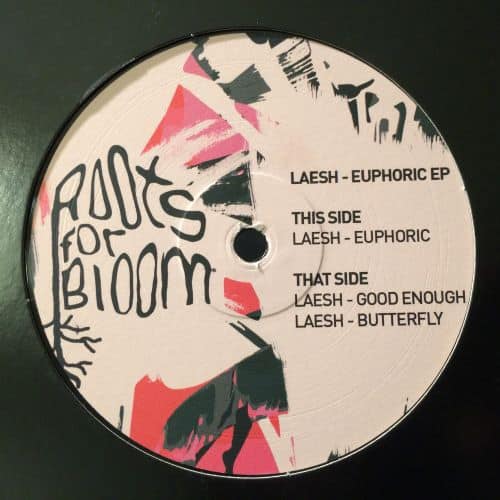 Roots
for
Bloom
LAESH - EUPHORIC EP
THIS SIDE
LAESH - EUPHORIC
THAT SIDE
LAESH - GOOD ENOUGH
LAESH - BUTTERFLY